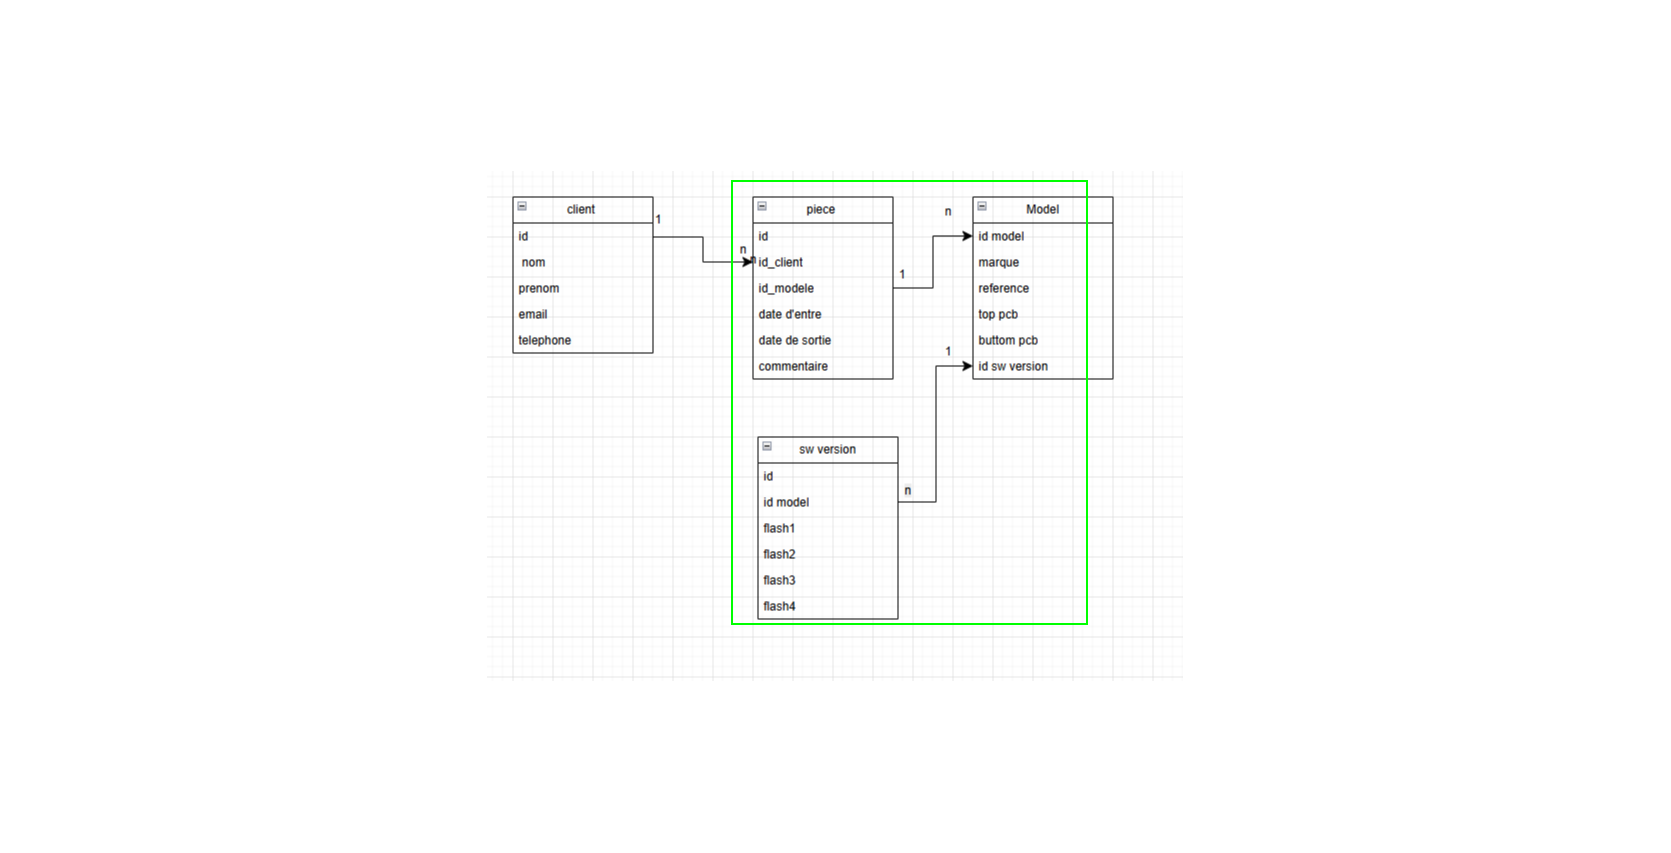 client
id
nom
prenom
email
telephone
1
n
n
piece
id
id_client
id_modele
date d'entre
date de sortie
commentaire
1
n
Model
id model
marque
reference
top pcb
buttom pcb
id sw version
1
sw version
id
id model
flash1
flash2
flash3
flash4
n